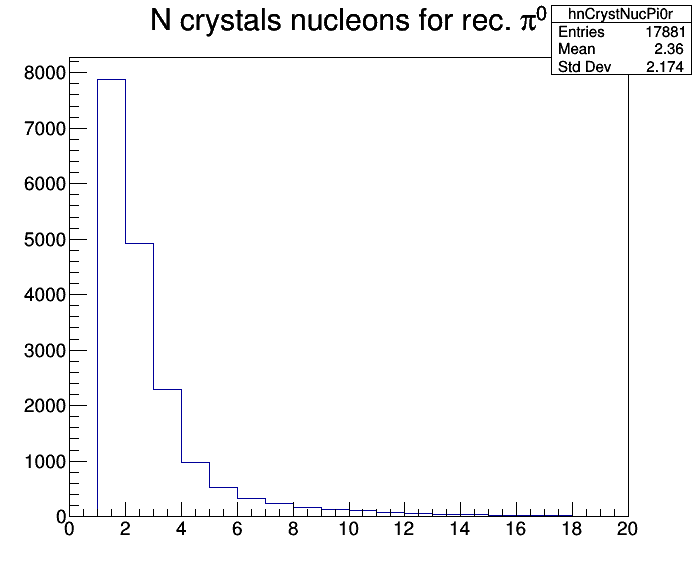 N crystals nucleons for rec. π⁰
hnCrystNucPi0r
Entries 17881
Mean 2.36
Std Dev 2.174
8000
7000
6000
5000
4000
3000
2000
1000
0
0 2 4 6 8 10 12 14 16 18 20